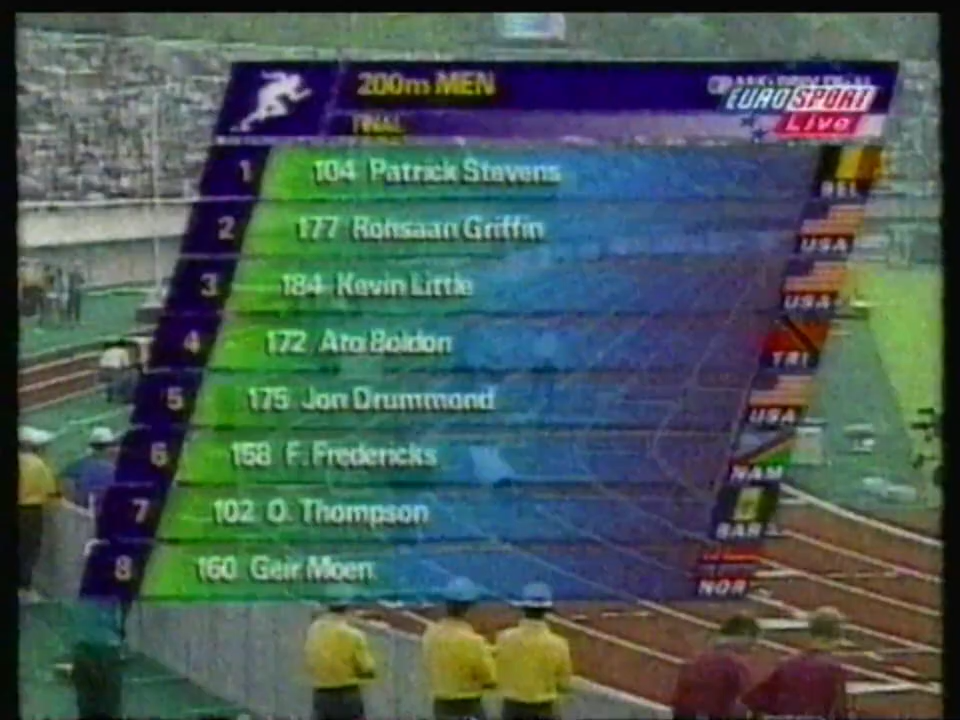 200m MEN
EUROSPORT
FINAL
Live
1 104 Patrick Stevens BEL
2 177 Rohsaan Griffin USA
3 184 Kevin Little USA
4 172 Ato Boldon TRI
5 175 Jon Drummond USA
6 158 F. Fredericks NAM
7 102 O. Thompson BAR
8 160 Geir Moen NOR